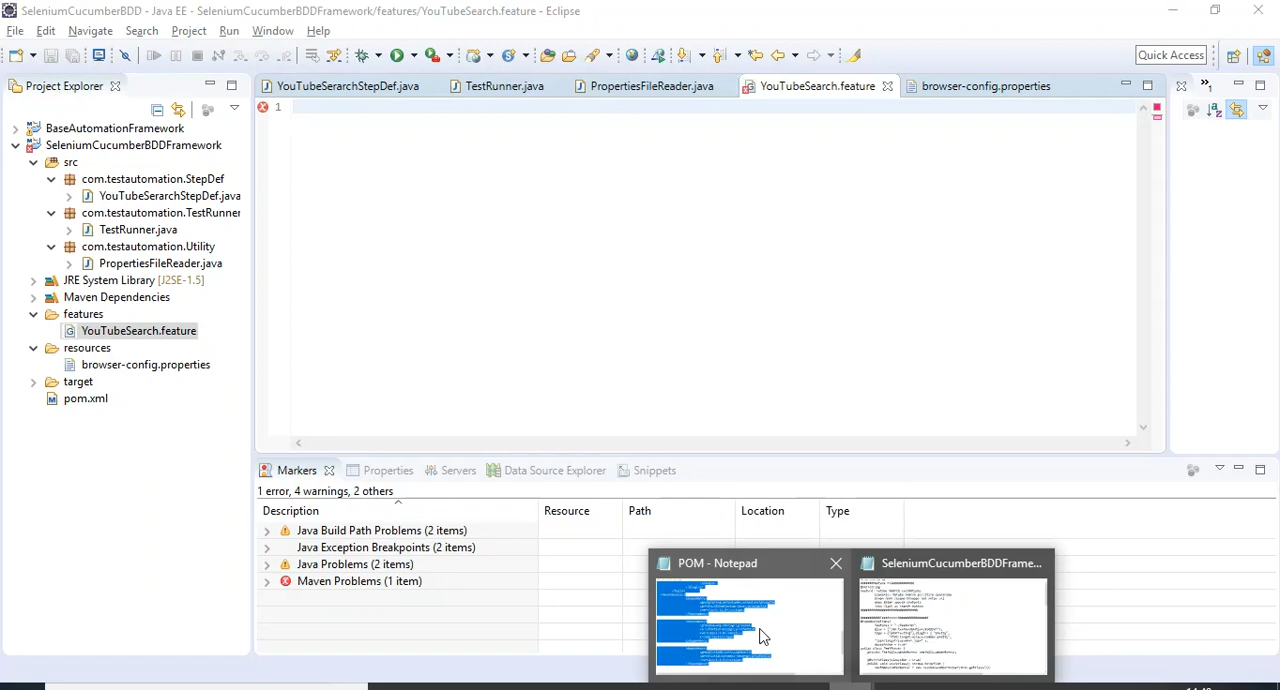 SeleniumCucumberBDD - Java EE - SeleniumCucumberBDDFramework/features/YouTubeSearch.feature - Eclipse
File Edit Navigate Search Project Run Window Help
Quick Access
Project Explorer
YouTubeSerarchStepDef.java TestRunner.java PropertiesFileReader.java YouTubeSearch.feature browser-config.properties
1
1
BaseAutomationFramework
SeleniumCucumberBDDFramework
src
com.testautomation.StepDef
YouTubeSerarchStepDef.java
com.testautomation.TestRunner
TestRunner.java
com.testautomation.Utility
PropertiesFileReader.java
JRE System Library [J2SE-1.5]
Maven Dependencies
features
YouTubeSearch.feature
resources
browser-config.properties
target
pom.xml
Markers Properties Servers Data Source Explorer Snippets
1 error, 4 warnings, 2 others
Description Resource Path Location Type
Java Build Path Problems (2 items)
Java Exception Breakpoints (2 items)
Java Problems (2 items)
Maven Problems (1 item)
POM - Notepad
SeleniumCucumberBDDFrame...